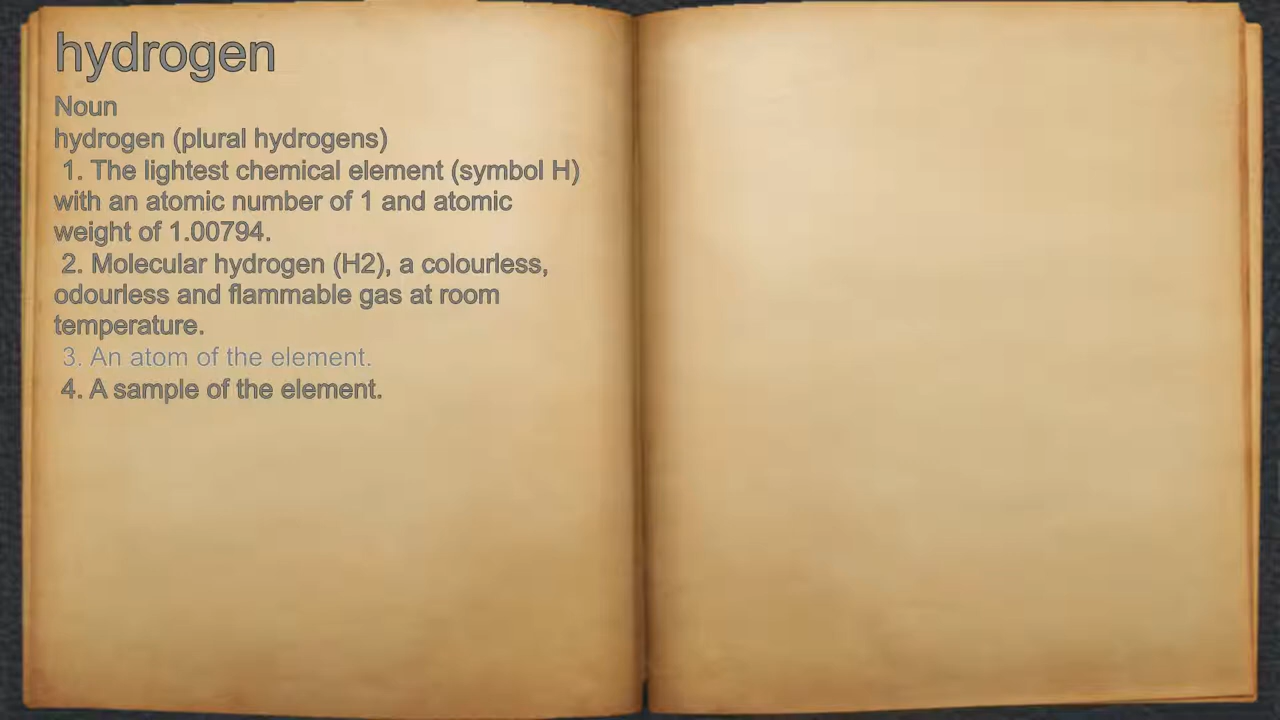 hydrogen
Noun
hydrogen (plural hydrogens)
1. The lightest chemical element (symbol H)
with an atomic number of 1 and atomic
weight of 1.00794.
2. Molecular hydrogen (H2), a colourless,
odourless and flammable gas at room
temperature.
3. An atom of the element.
4. A sample of the element.